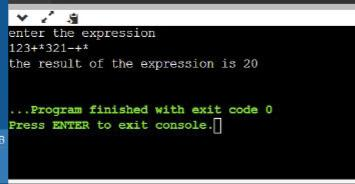 enter the expression
123+*321-+*
the result of the expression is 20
...Program finished with exit code 0
Press ENTER to exit console.